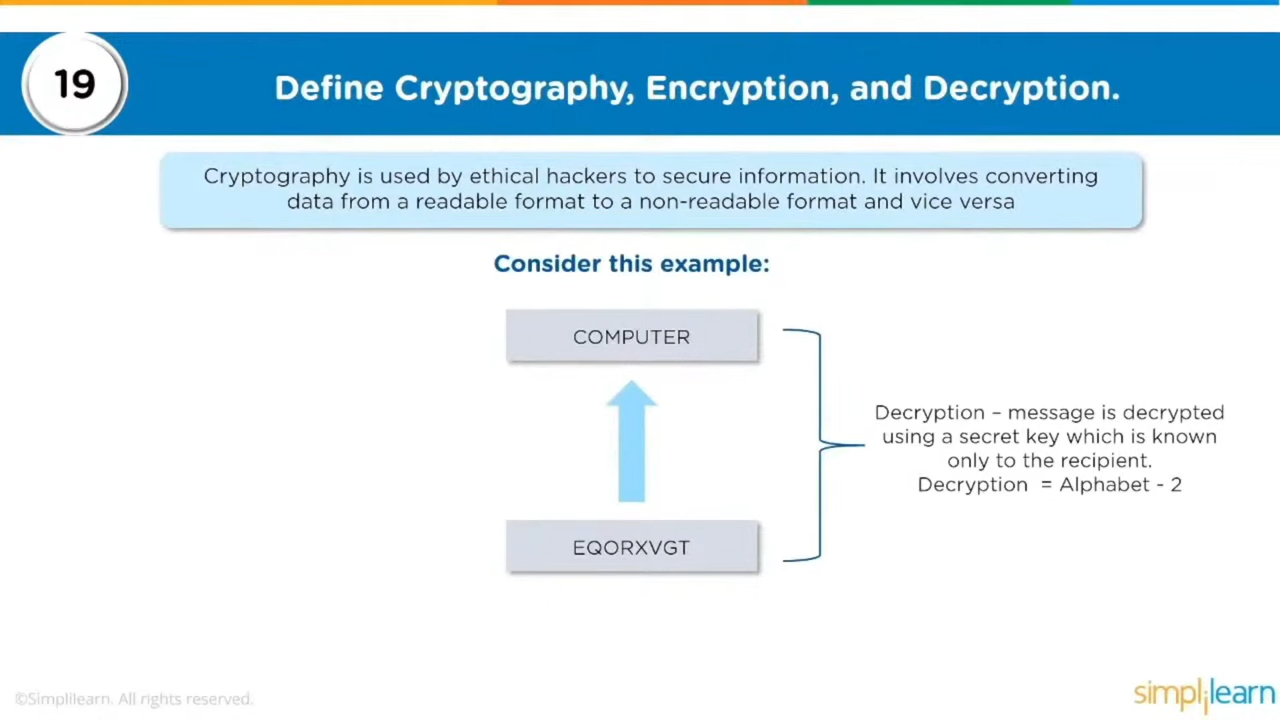 19
Define Cryptography, Encryption, and Decryption.
Cryptography is used by ethical hackers to secure information. It involves converting
data from a readable format to a non-readable format and vice versa
Consider this example:
COMPUTER
Decryption – message is decrypted
using a secret key which is known
only to the recipient.
Decryption = Alphabet - 2
EQORXVGT
©Simplilearn. All rights reserved.
simplilearn